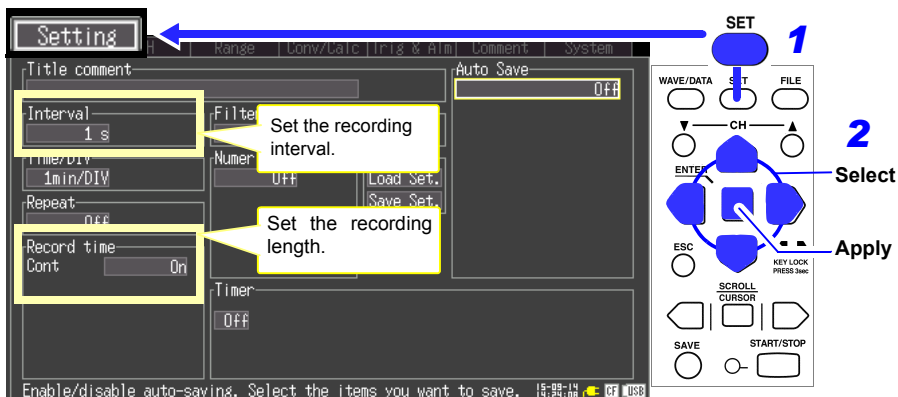 Setting
Range
Conv/Calc
Trig & Alm
Comment
System
Title comment
Auto Save
Off
Interval
1 s
Set the recording
interval.
1min/DIV
Off
Load Set.
Save Set.
Repeat
Off
Set the recording
length.
Record time
Cont
On
Timer
Off
Enable/disable auto-saving. Select the items you want to save.
CF
USB
SET
1
WAVE/DATA
SET
FILE
CH
2
ENTER
Select
Apply
ESC
KEY LOCK
PRESS 3sec
SCROLL
CURSOR
SAVE
START/STOP